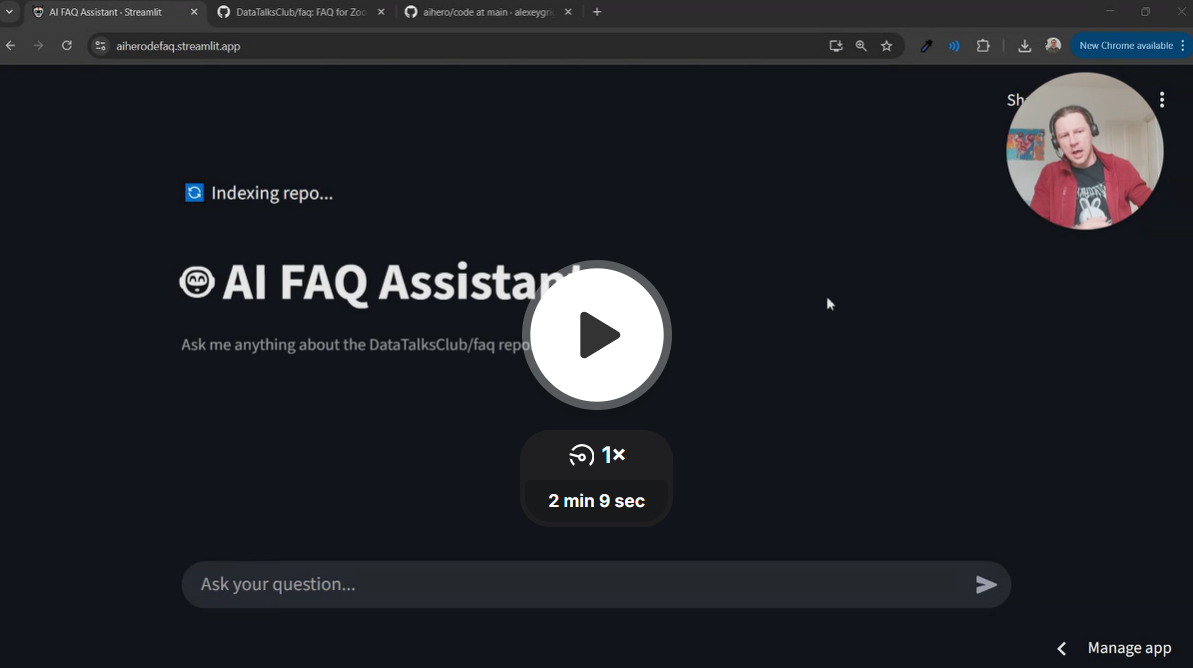 AI FAQ Assistant · Streamlit
DataTalksClub/faq: FAQ for Zoo
aihero/code at main · alexeygri
aiherodefaq.streamlit.app
New Chrome available
Sh
Indexing repo...
AI FAQ Assistant
Ask me anything about the DataTalksClub/faq repo
1×
2 min 9 sec
Ask your question...
Manage app